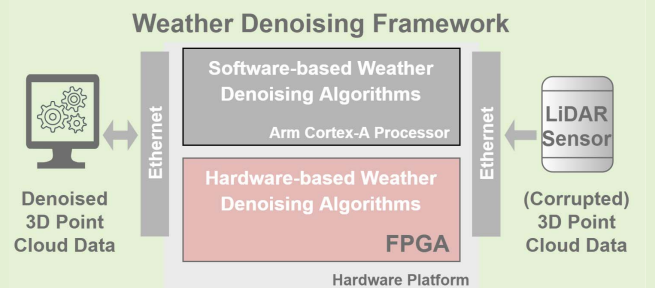 Weather Denoising Framework
Software-based Weather
Denoising Algorithms
Arm Cortex-A Processor
Ethernet
Ethernet
LiDAR
Sensor
Hardware-based Weather
Denoising Algorithms
FPGA
Denoised
3D Point
Cloud Data
(Corrupted)
3D Point
Cloud Data
Hardware Platform